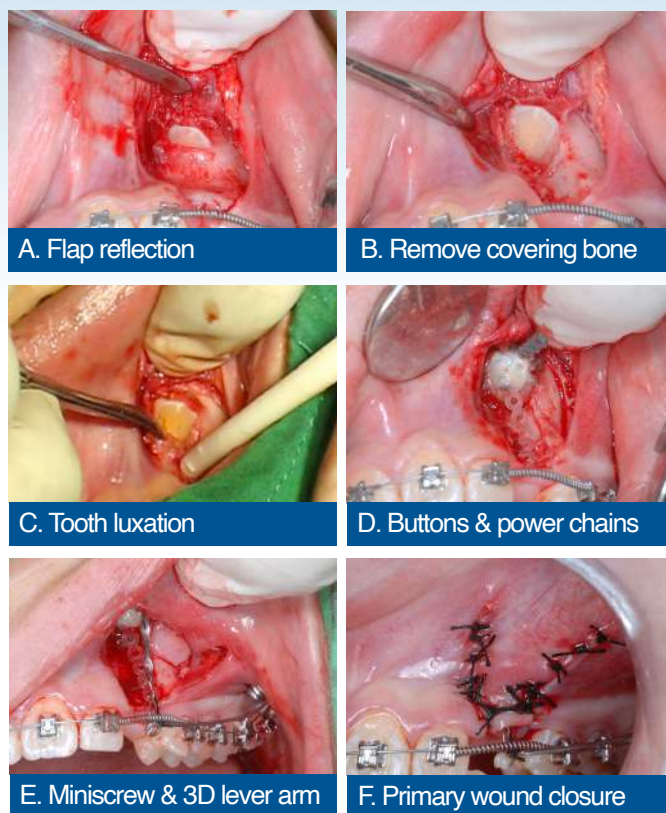 A. Flap reflection
B. Remove covering bone
C. Tooth luxation
D. Buttons & power chains
E. Miniscrew & 3D lever arm
F. Primary wound closure